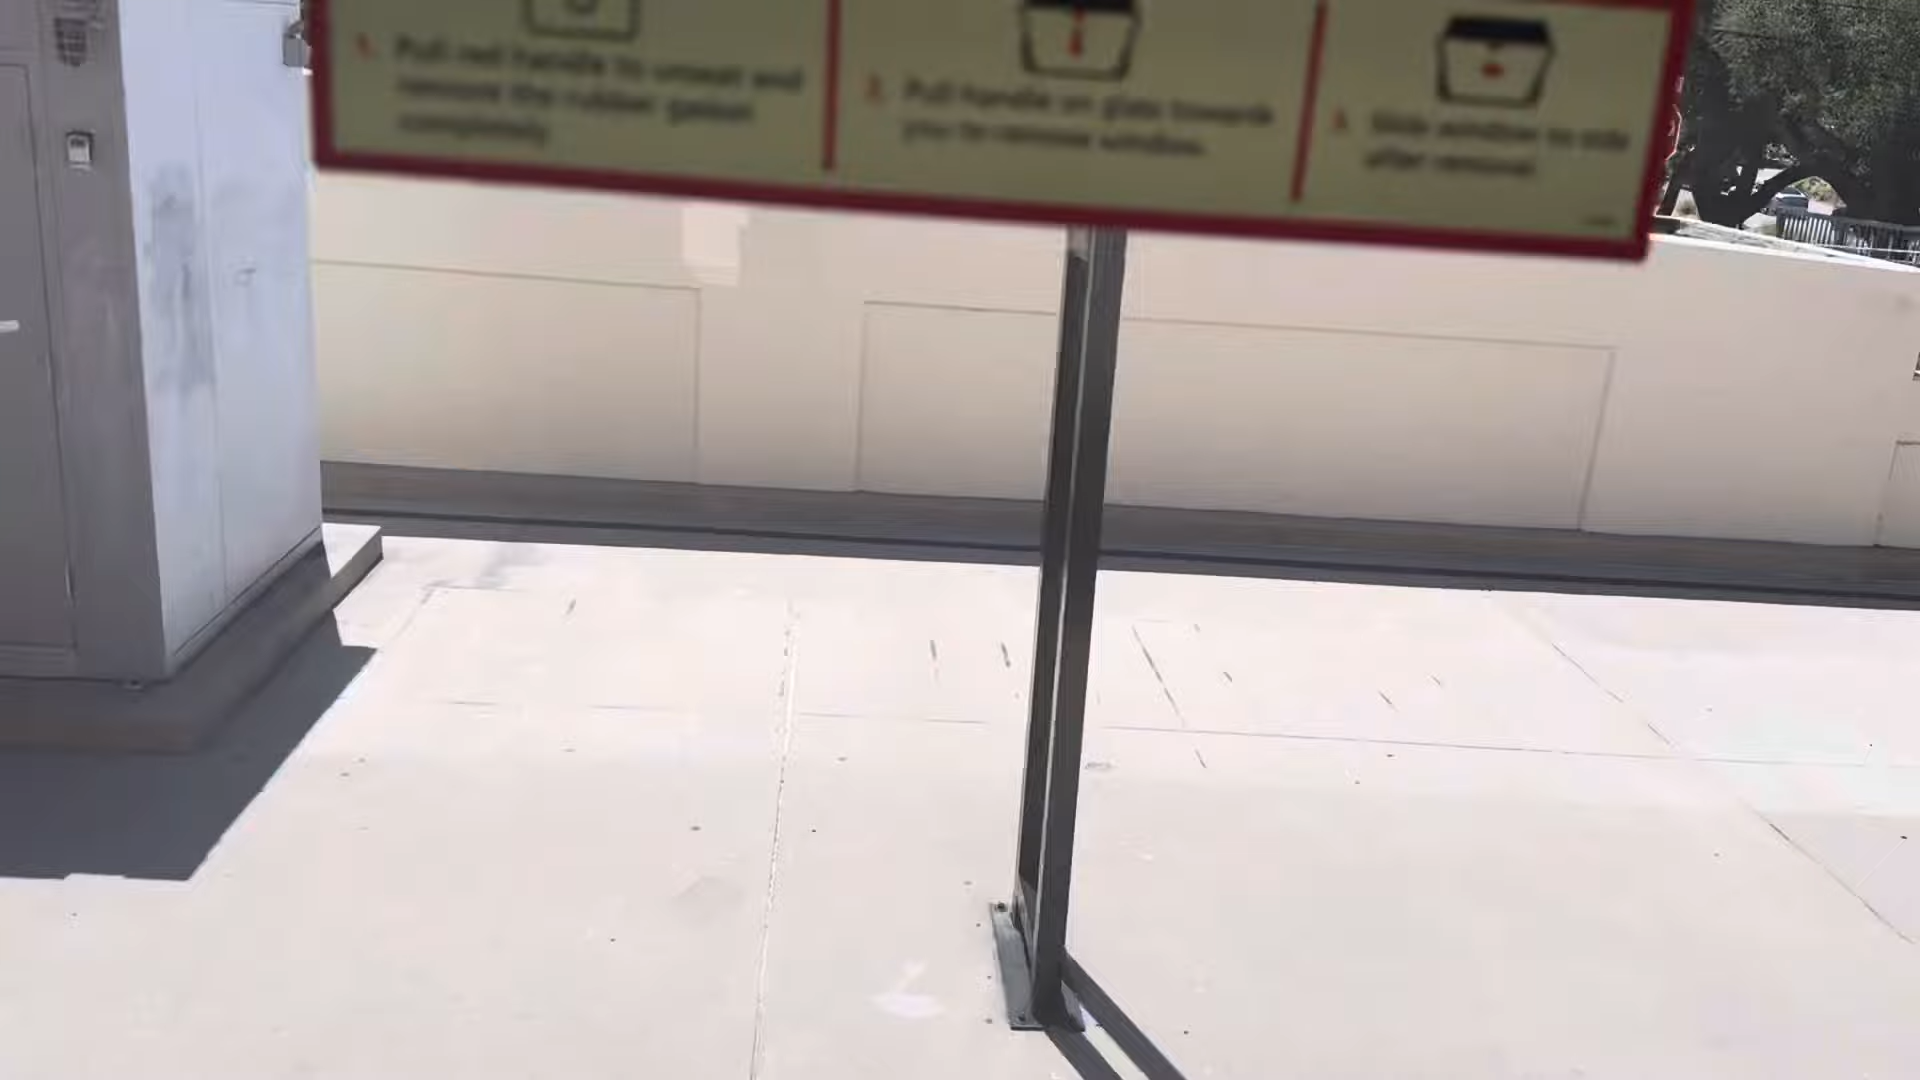 1. Pull red handle to unseat and
remove the rubber gasket
completely.
2. Pull handle on glass towards
you to remove window.
3. Slide window to side
after removal.